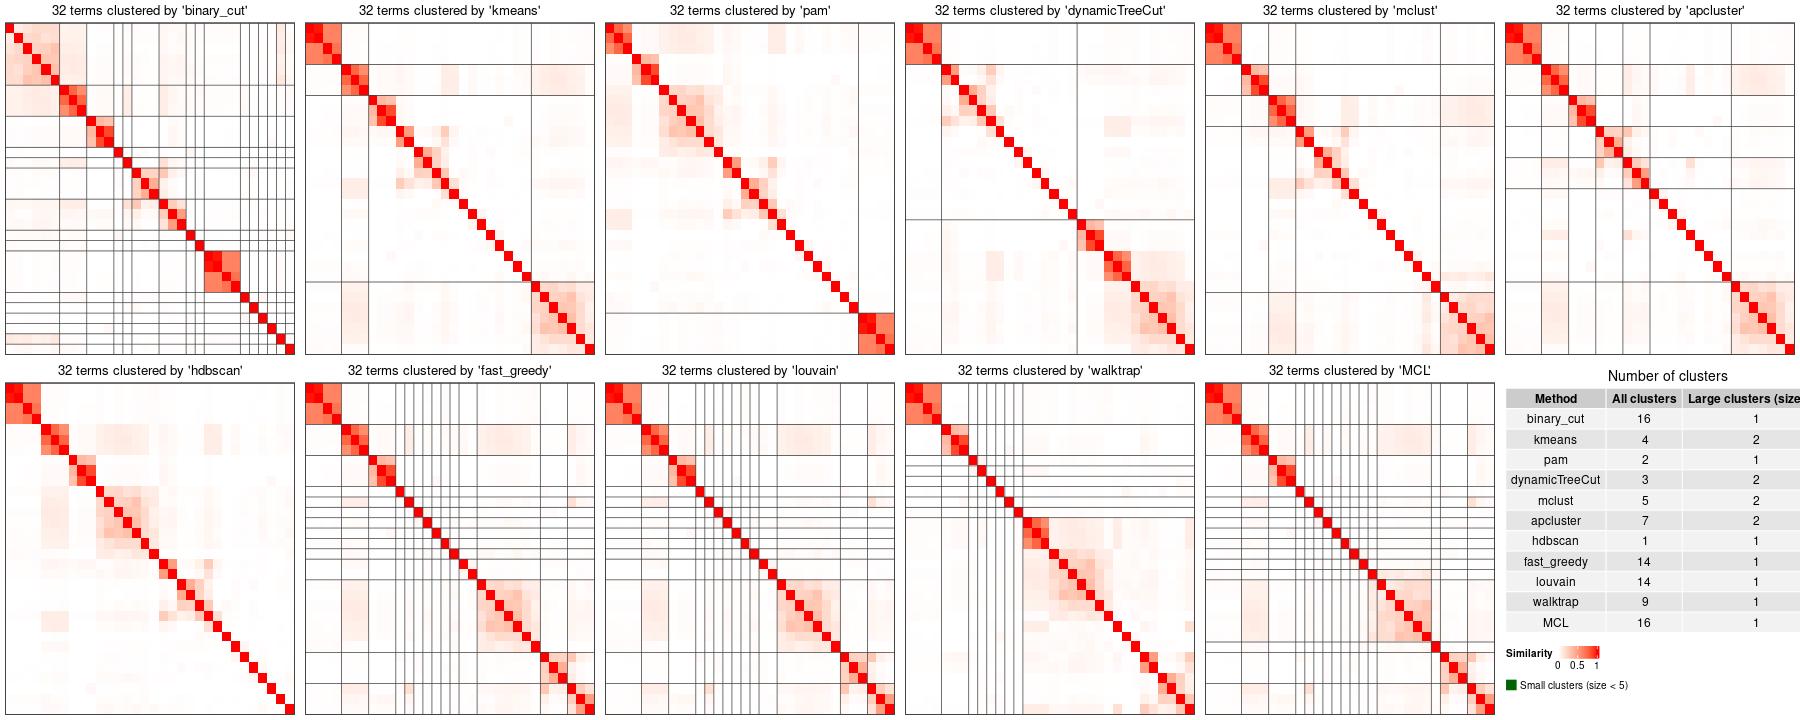 32 terms clustered by 'binary_cut'
32 terms clustered by 'kmeans'
32 terms clustered by 'pam'
32 terms clustered by 'dynamicTreeCut'
32 terms clustered by 'mclust'
32 terms clustered by 'apcluster'
32 terms clustered by 'hdbscan'
32 terms clustered by 'fast_greedy'
32 terms clustered by 'louvain'
32 terms clustered by 'walktrap'
32 terms clustered by 'MCL'
Number of clusters
Method All clusters Large clusters (size
binary_cut 16 1
kmeans 4 2
pam 2 1
dynamicTreeCut 3 2
mclust 5 2
apcluster 7 2
hdbscan 1 1
fast_greedy 14 1
louvain 14 1
walktrap 9 1
MCL 16 1
Similarity
0 0.5 1
Small clusters (size < 5)